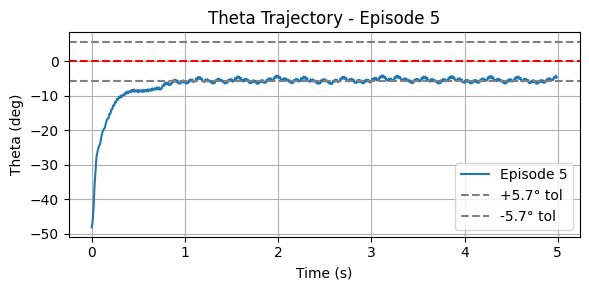 Theta Trajectory - Episode 5
Theta (deg)
0
−10
−20
−30
−40
−50
0
1
2
3
4
5
Time (s)
Episode 5
+5.7° tol
-5.7° tol